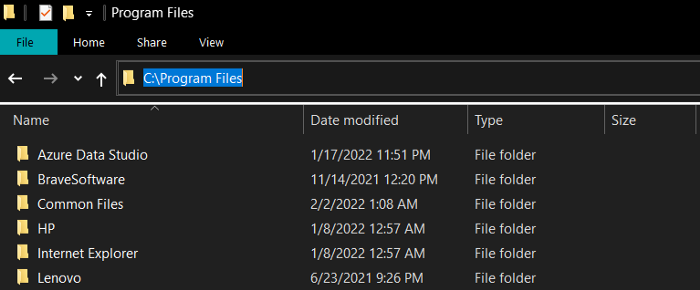 Program Files
File Home Share View
C:\Program Files
Name Date modified Type Size
Azure Data Studio 1/17/2022 11:51 PM File folder
BraveSoftware 11/14/2021 12:20 PM File folder
Common Files 2/2/2022 1:08 AM File folder
HP 1/8/2022 12:57 AM File folder
Internet Explorer 1/8/2022 12:57 AM File folder
Lenovo 6/23/2021 9:26 PM File folder